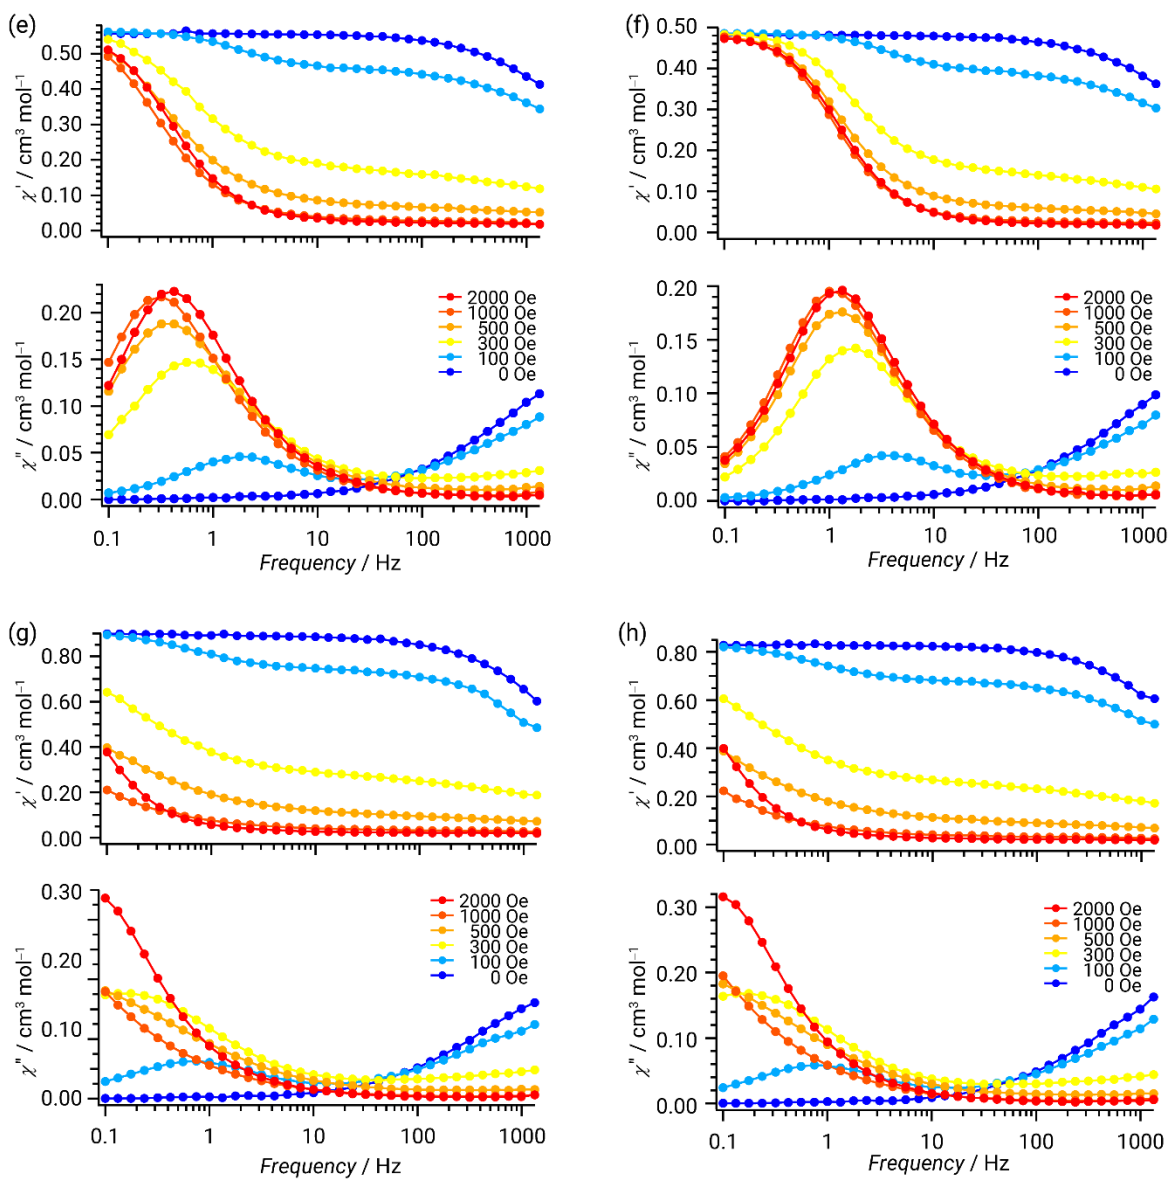 (e)
0.50
0.40
0.30
0.20
0.10
0.00
χ' / cm³ mol⁻¹
0.20
0.15
0.10
0.05
0.00
χ" / cm³ mol⁻¹
2000 Oe
1000 Oe
500 Oe
300 Oe
100 Oe
0 Oe
0.1 1 10 100 1000
Frequency / Hz
(f)
0.50
0.40
0.30
0.20
0.10
0.00
χ' / cm³ mol⁻¹
0.20
0.15
0.10
0.05
0.00
χ" / cm³ mol⁻¹
2000 Oe
1000 Oe
500 Oe
300 Oe
100 Oe
0 Oe
0.1 1 10 100 1000
Frequency / Hz
(g)
0.80
0.60
0.40
0.20
0.00
χ' / cm³ mol⁻¹
0.30
0.20
0.10
0.00
χ" / cm³ mol⁻¹
2000 Oe
1000 Oe
500 Oe
300 Oe
100 Oe
0 Oe
0.1 1 10 100 1000
Frequency / Hz
(h)
0.80
0.60
0.40
0.20
0.00
χ' / cm³ mol⁻¹
0.30
0.20
0.10
0.00
χ" / cm³ mol⁻¹
2000 Oe
1000 Oe
500 Oe
300 Oe
100 Oe
0 Oe
0.1 1 10 100 1000
Frequency / Hz